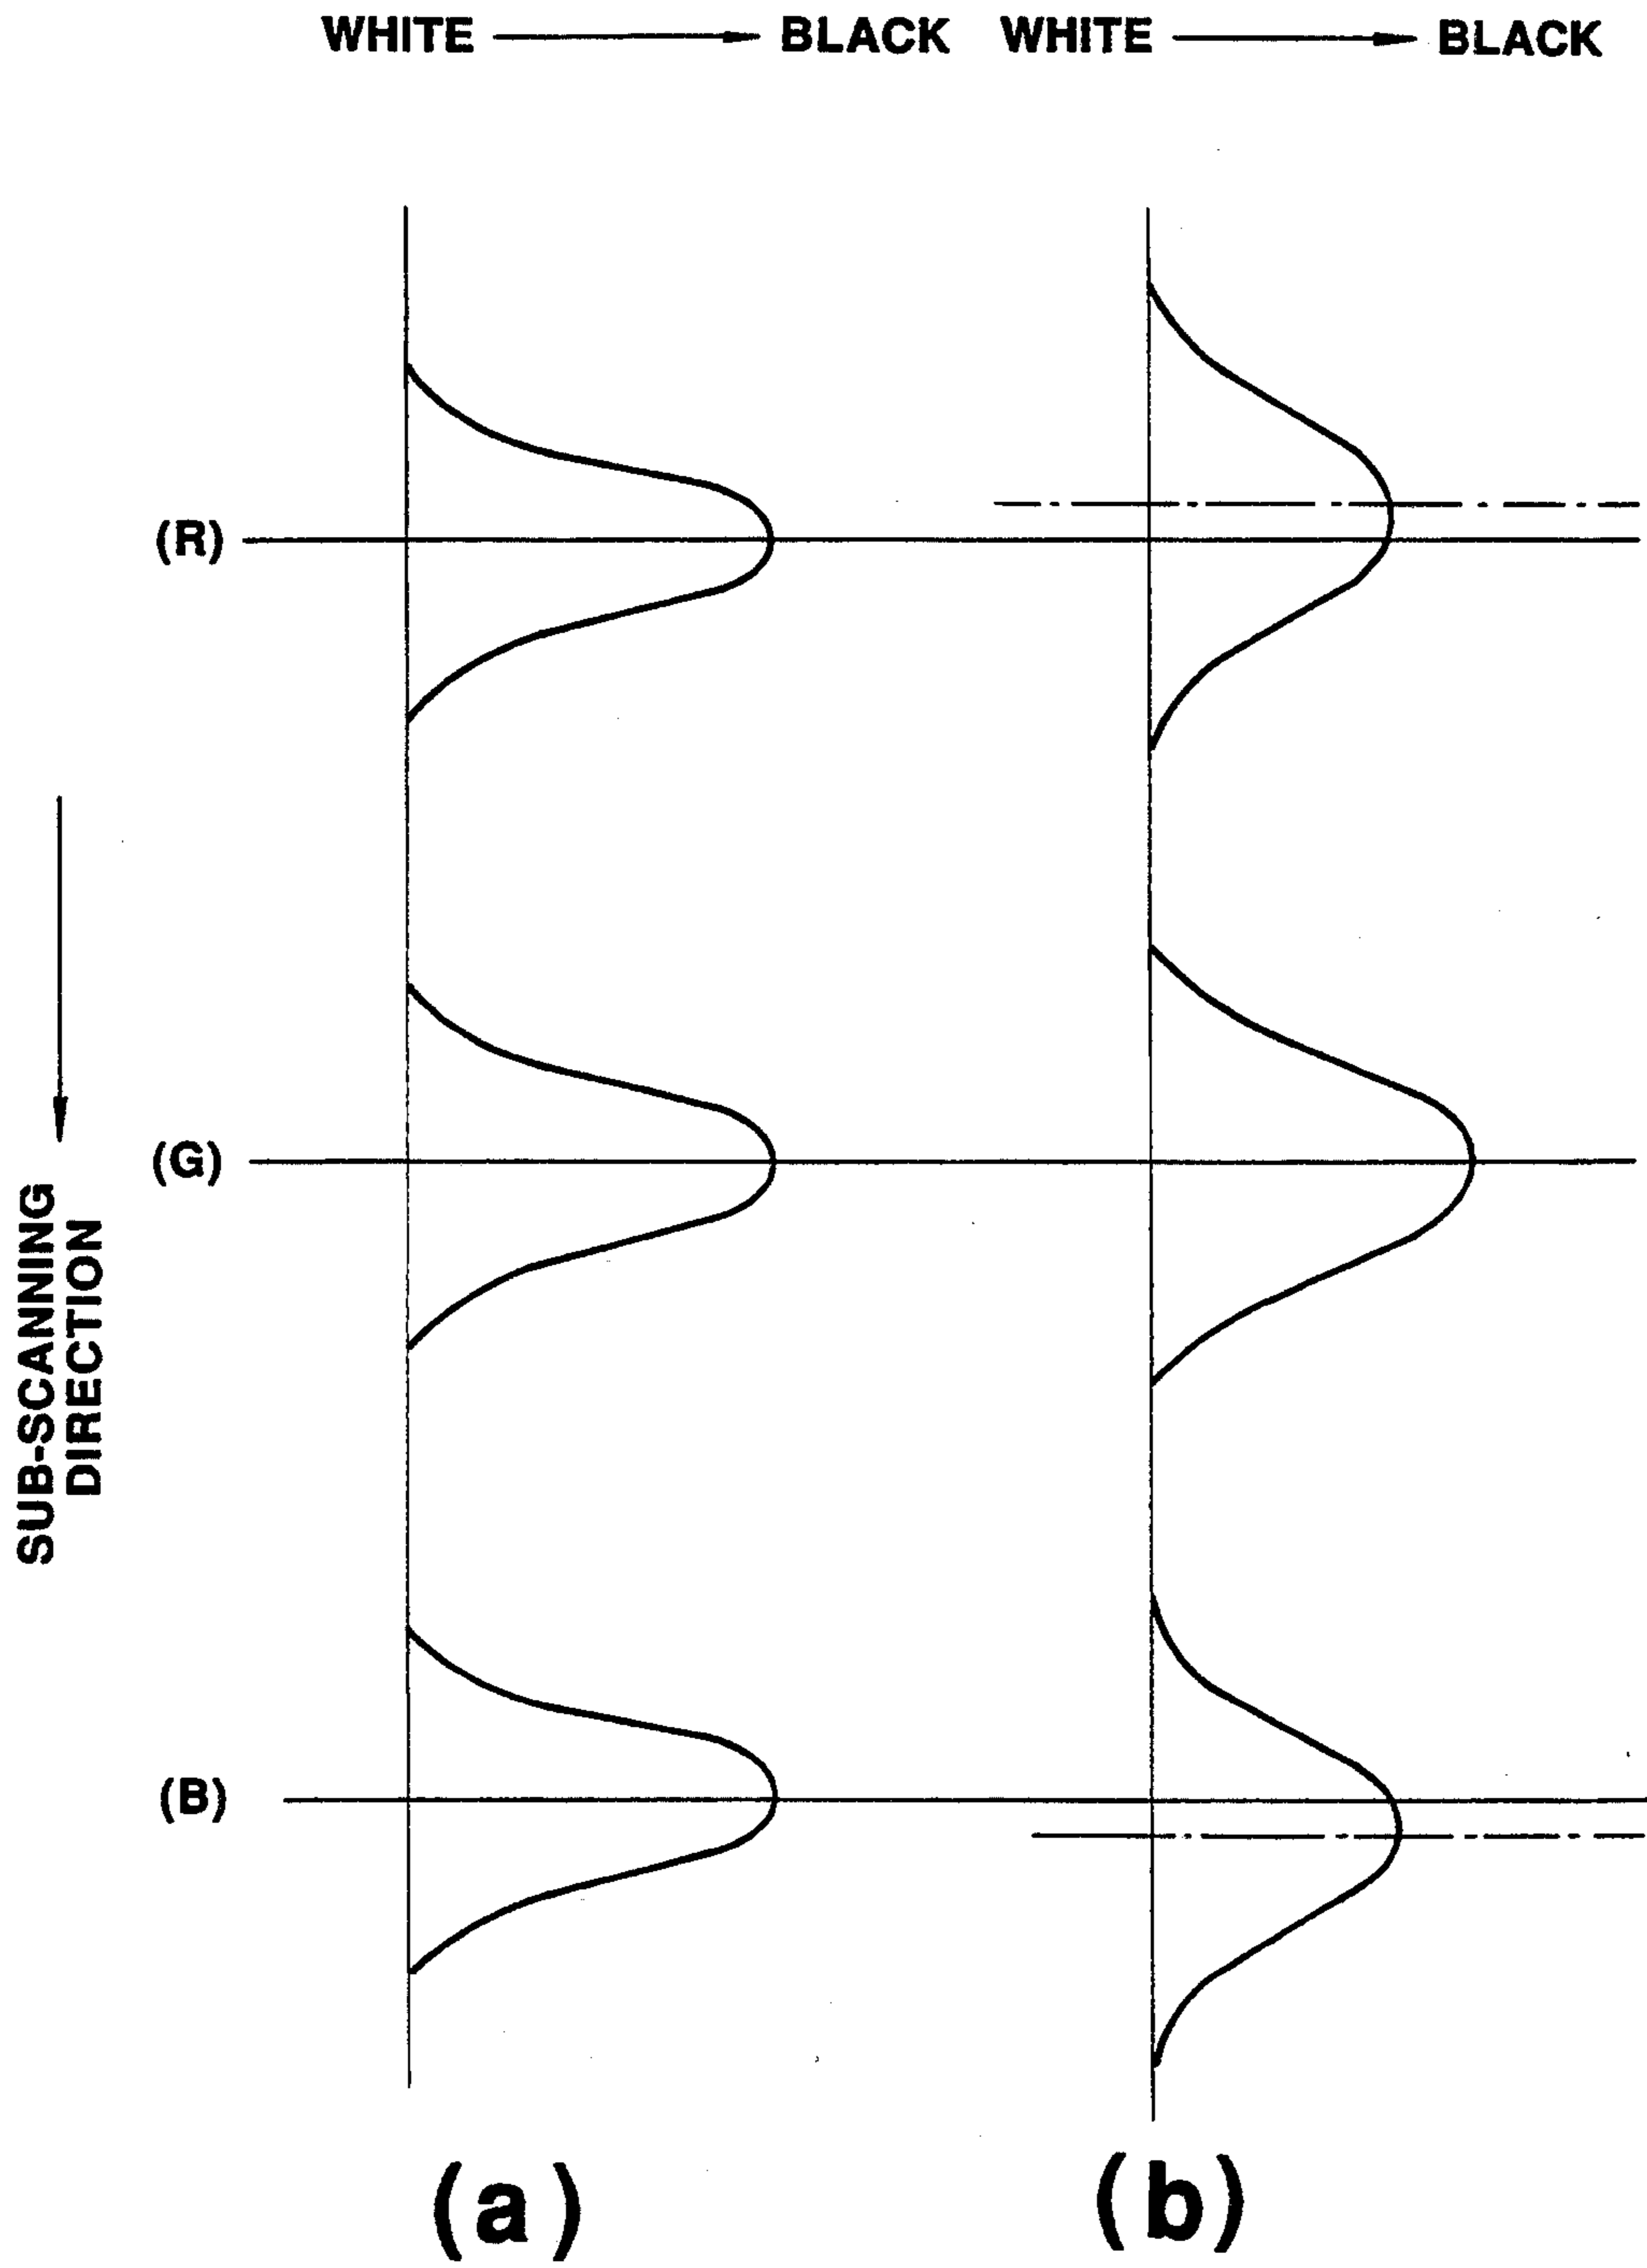 WHITE BLACK WHITE BLACK
(R)
(G)
SUB-SCANNING
DIRECTION
(B)
(a) (b)